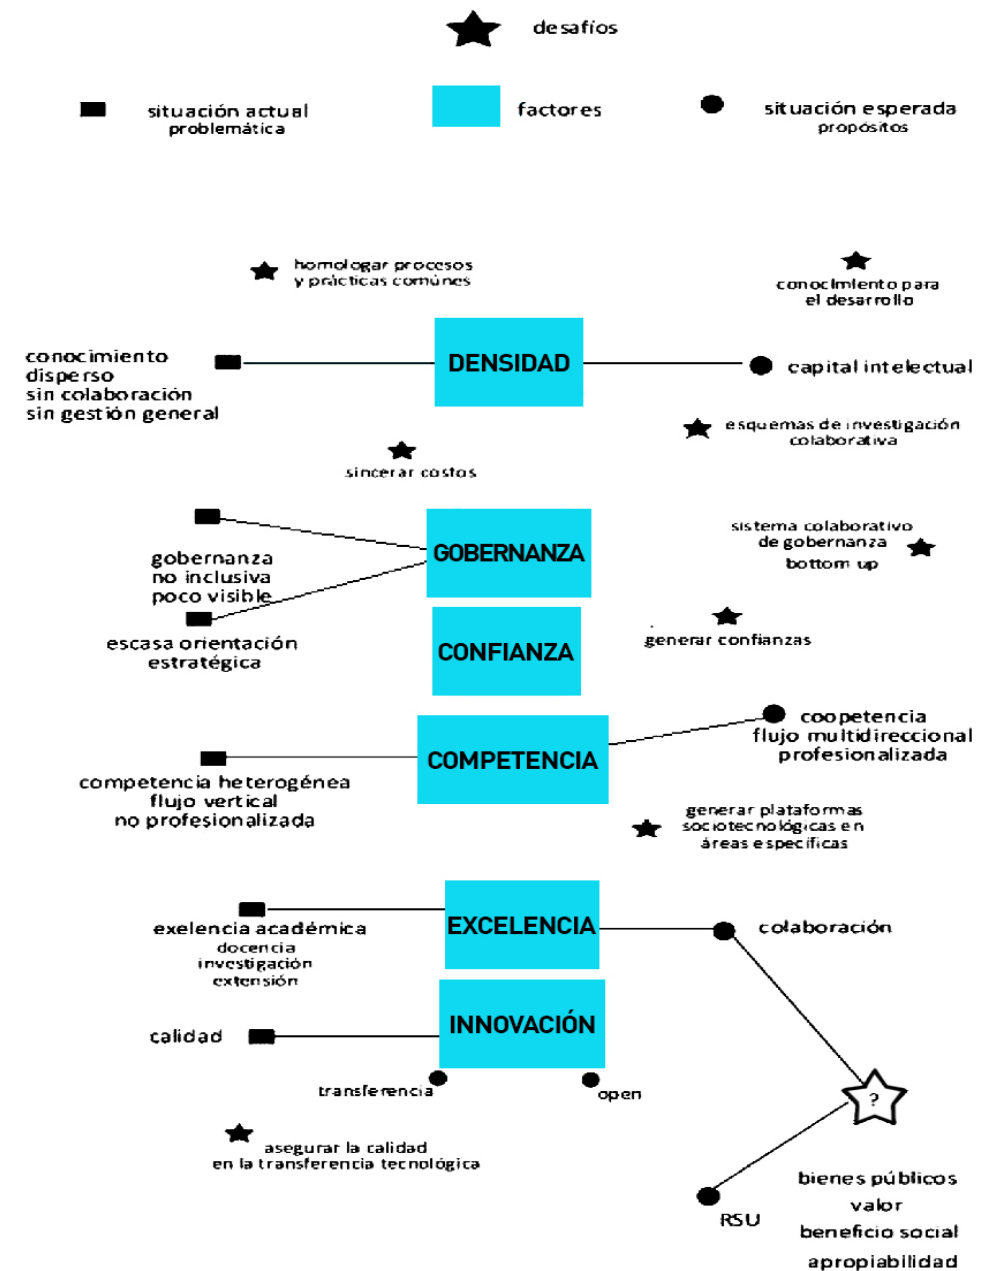 desafíos
situación actual
problemática
factores
situación esperada
propósitos
homologar procesos
y prácticas comúnes
conocimiento para
el desarrollo
conocimiento
disperso
sin colaboración
sin gestión general
DENSIDAD
capital intelectual
esquemas de investigación
colaborativa
sincerar costos
gobernanza
no inclusiva
poco visible
GOBERNANZA
sistema colaborativo
de gobernanza
bottom up
escasa orientación
estratégica
CONFIANZA
generar confianzas
COMPETENCIA
coopetencia
flujo multidireccional
profesionalizada
competencia heterogénea
flujo vertical
no profesionalizada
generar plataformas
sociotecnológicas en
áreas específicas
exelencia académica
docencia
investigación
extensión
EXCELENCIA
colaboración
calidad
INNOVACIÓN
transferencia
open
?
asegurar la calidad
en la transferencia tecnológica
RSU
bienes públicos
valor
beneficio social
apropiabilidad